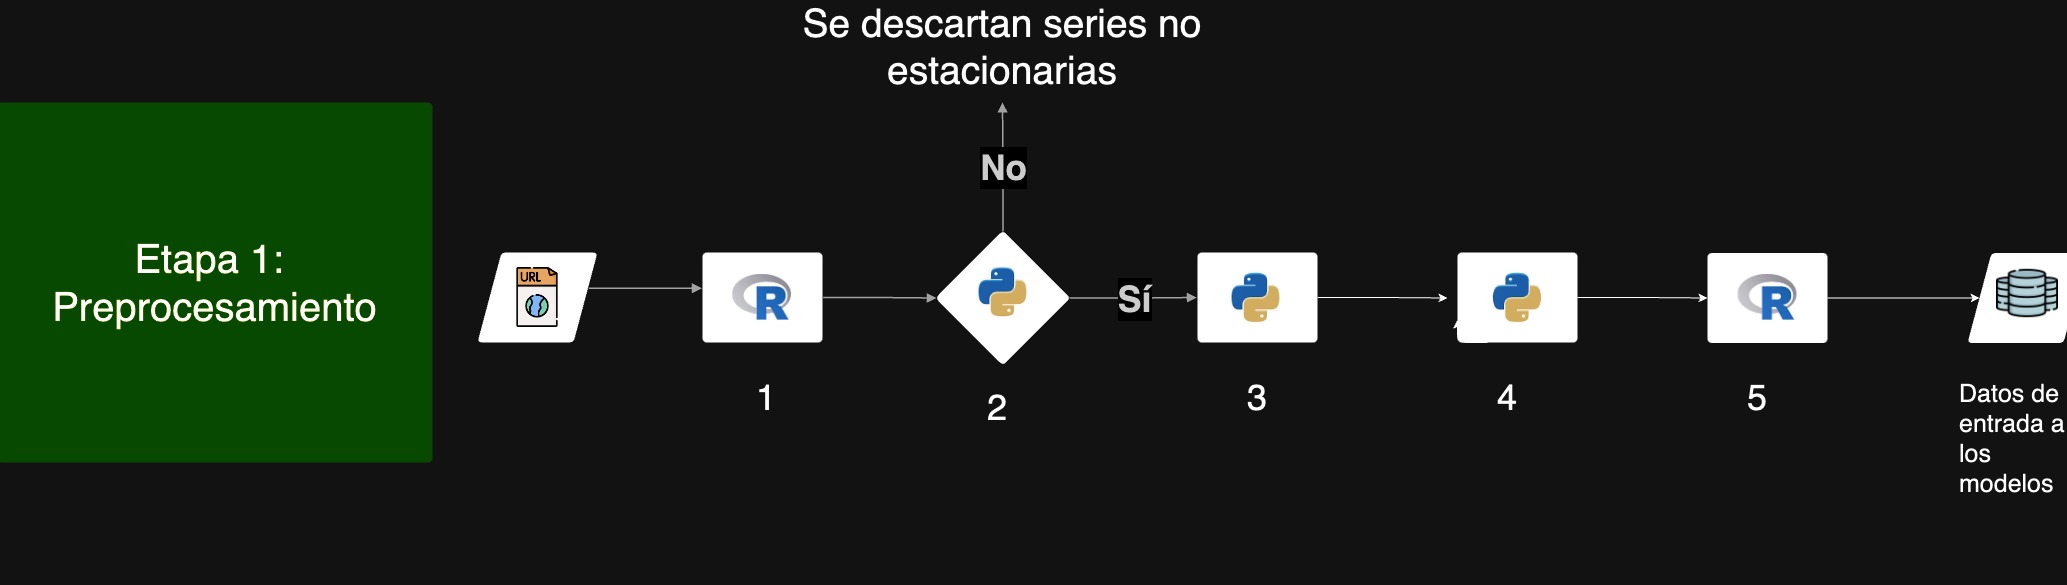 Se descartan series no
estacionarias
No
Etapa 1:
Preprocesamiento
URL
R
Sí
R
1
2
3
4
5
Datos de
entrada a
los
modelos